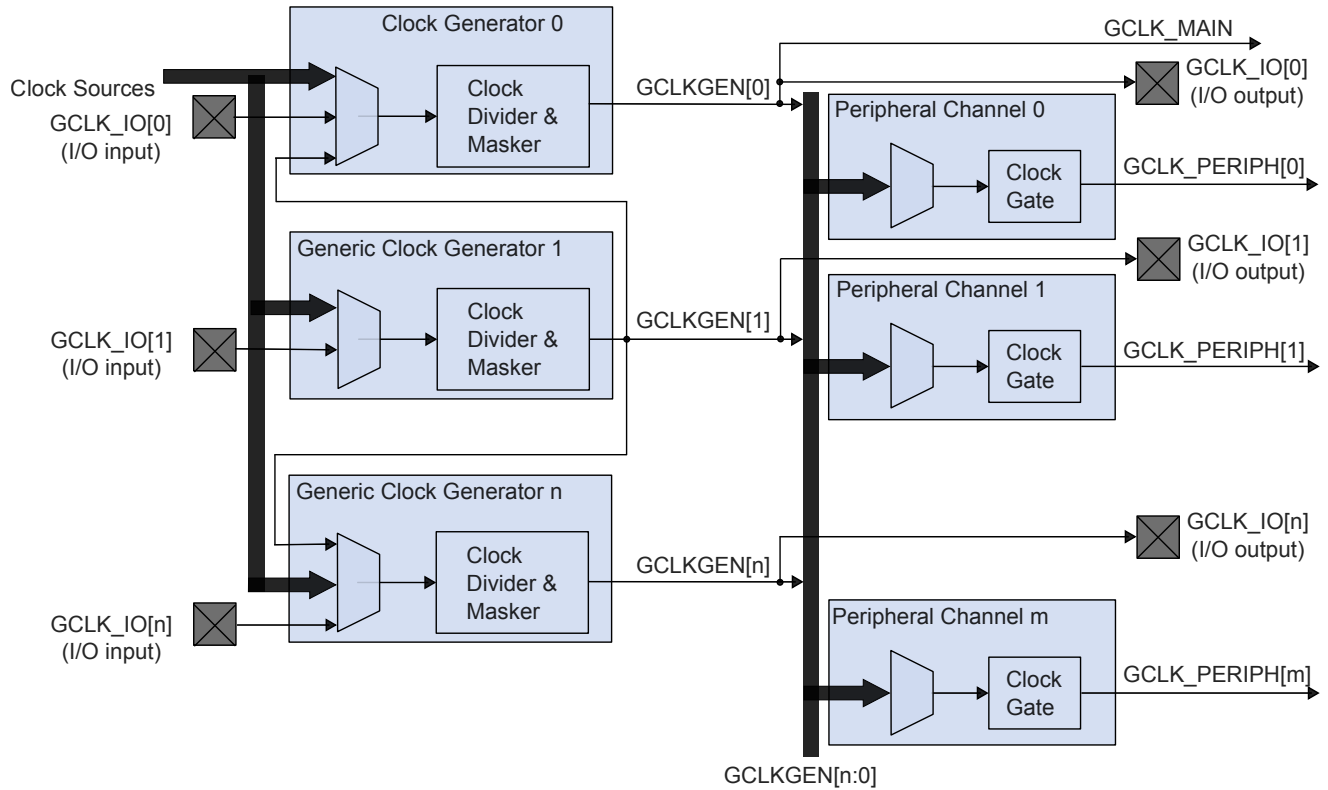 Clock Generator 0
GCLK_MAIN
Clock Sources
GCLK_IO[0]
(I/O input)
Clock
Divider &
Masker
GCLKGEN[0]
GCLK_IO[0]
(I/O output)
Peripheral Channel 0
Clock
Gate
GCLK_PERIPH[0]
Generic Clock Generator 1
GCLK_IO[1]
(I/O input)
Clock
Divider &
Masker
GCLKGEN[1]
GCLK_IO[1]
(I/O output)
Peripheral Channel 1
Clock
Gate
GCLK_PERIPH[1]
Generic Clock Generator n
GCLK_IO[n]
(I/O input)
Clock
Divider &
Masker
GCLKGEN[n]
GCLK_IO[n]
(I/O output)
Peripheral Channel m
Clock
Gate
GCLK_PERIPH[m]
GCLKGEN[n:0]